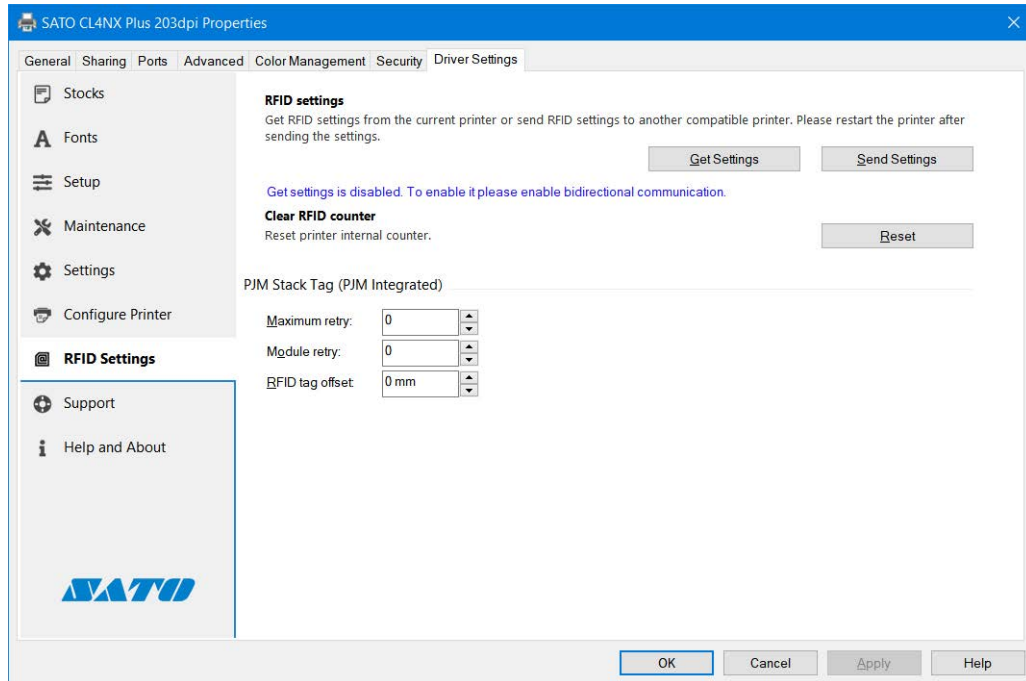 SATO CL4NX Plus 203dpi Properties
General Sharing Ports Advanced Color Management Security Driver Settings
Stocks
Fonts
Setup
Maintenance
Settings
Configure Printer
RFID Settings
Support
Help and About
SATO
RFID settings
Get RFID settings from the current printer or send RFID settings to another compatible printer. Please restart the printer after
sending the settings.
Get Settings Send Settings
Get settings is disabled. To enable it please enable bidirectional communication.
Clear RFID counter
Reset printer internal counter.
Reset
PJM Stack Tag (PJM Integrated)
Maximum retry: 0
Module retry: 0
RFID tag offset: 0 mm
OK Cancel Apply Help